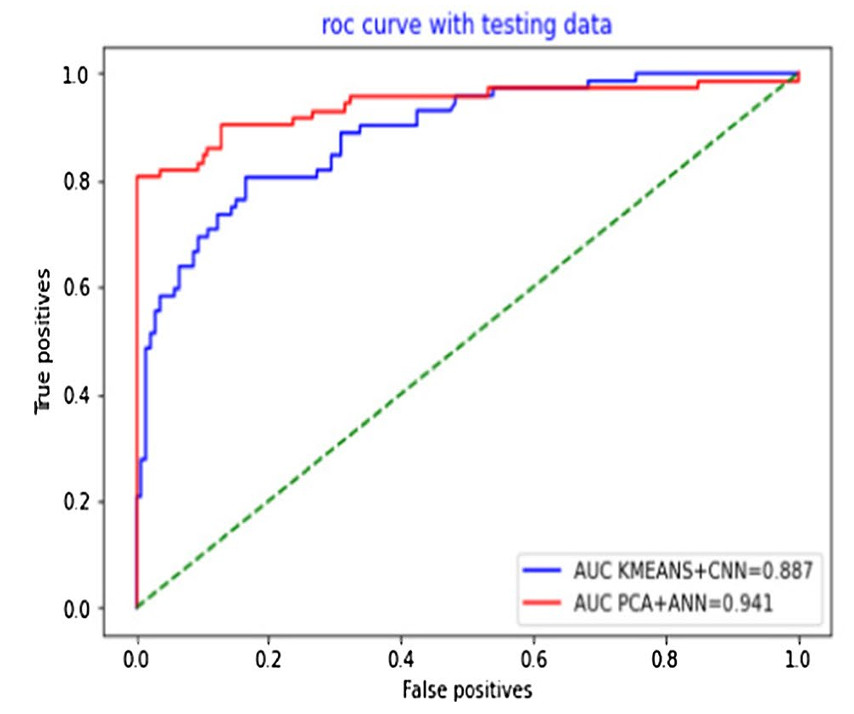 roc curve with testing data
1.0
0.8
0.6
0.4
0.2
0.0
True positives
0.0 0.2 0.4 0.6 0.8 1.0
False positives
AUC KMEANS+CNN=0.887
AUC PCA+ANN=0.941